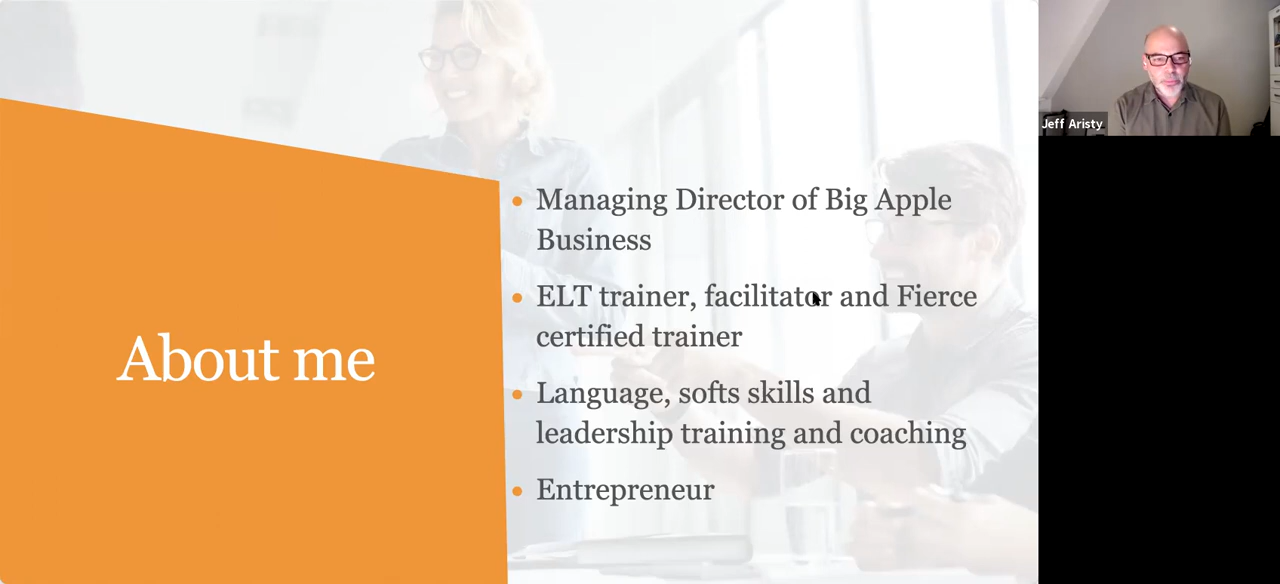 About me
Managing Director of Big Apple
Business
ELT trainer, facilitator and Fierce
certified trainer
Language, softs skills and
leadership training and coaching
Entrepreneur
Jeff Aristy